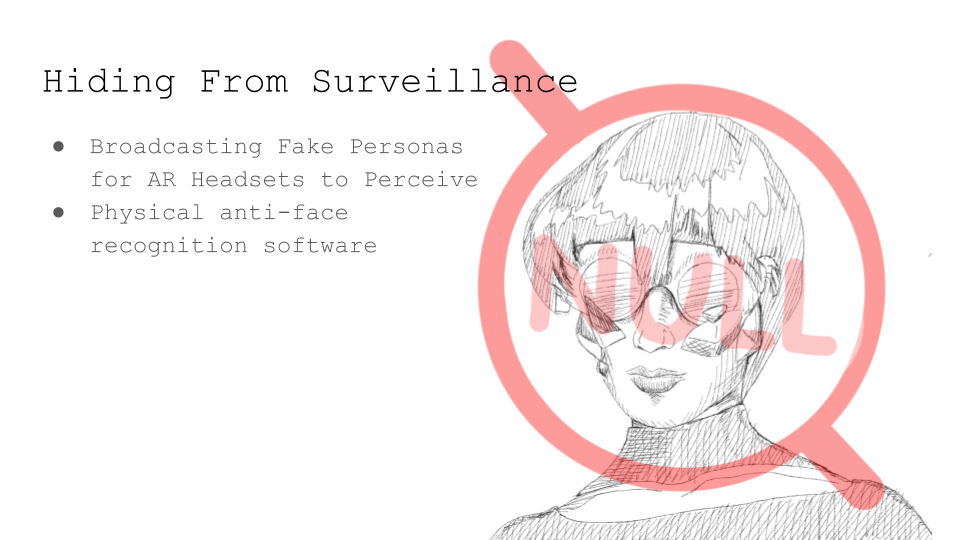 Hiding From Surveillance
● Broadcasting Fake Personas
for AR Headsets to Perceive
● Physical anti-face
recognition software
NULL